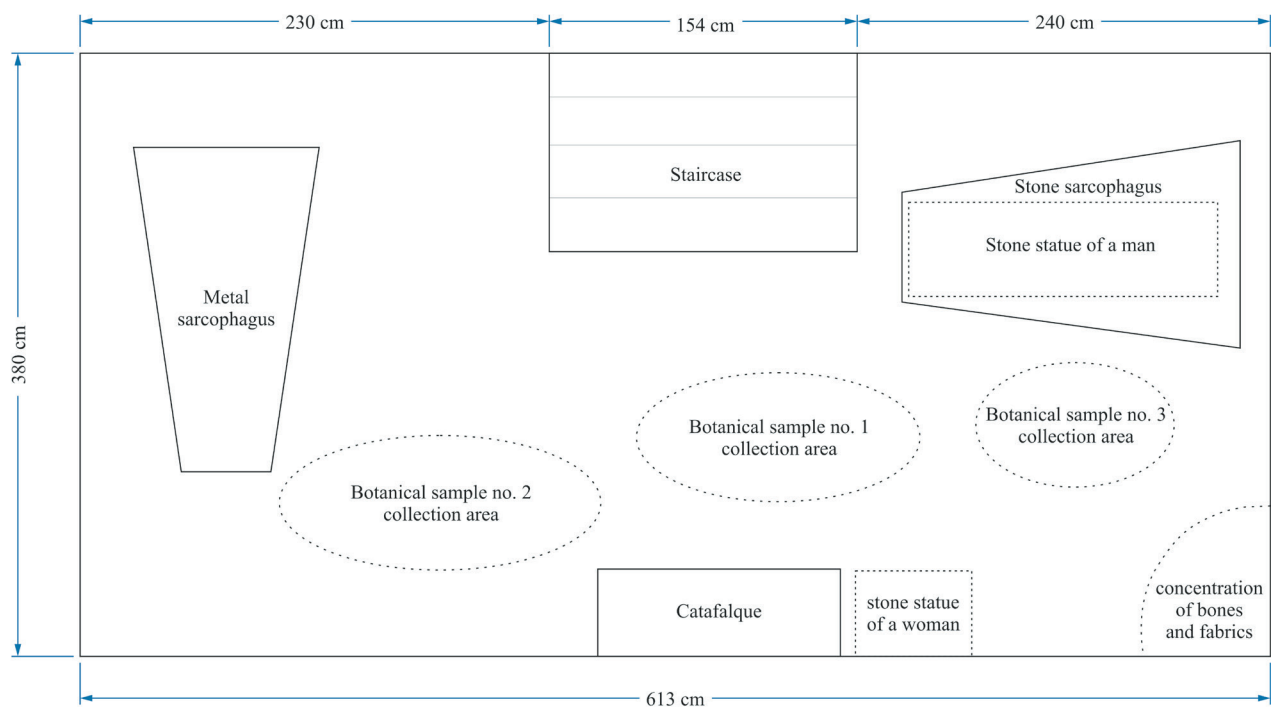 230 cm
154 cm
240 cm
380 cm
Staircase
Stone sarcophagus
Stone statue of a man
Metal
sarcophagus
Botanical sample no. 1
collection area
Botanical sample no. 3
collection area
Botanical sample no. 2
collection area
Catafalque
stone statue
of a woman
concentration
of bones
and fabrics
613 cm